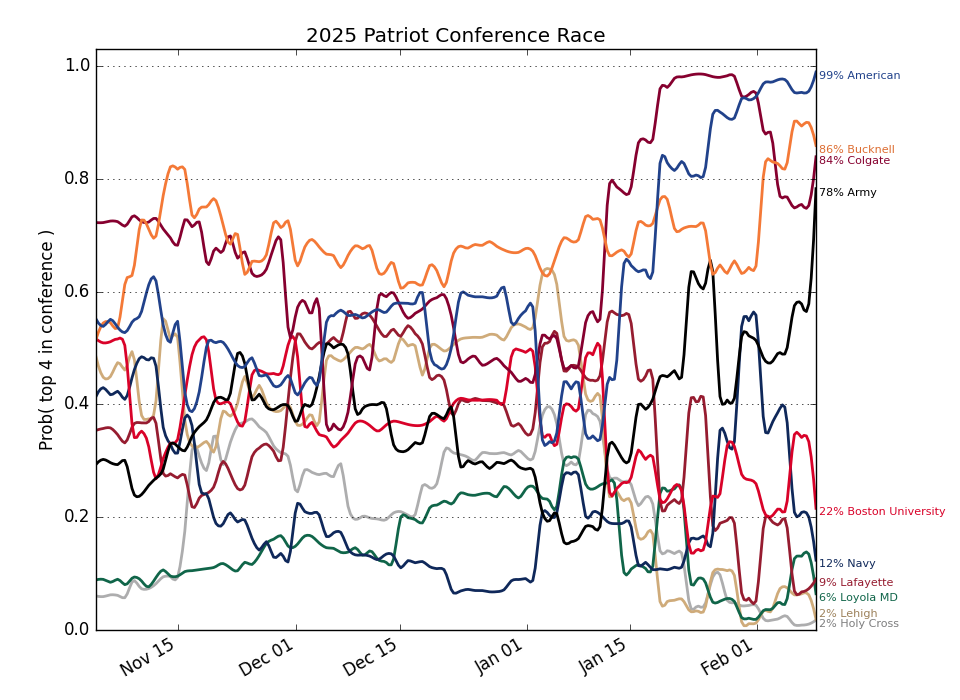 2025 Patriot Conference Race
Prob( top 4 in conference )
1.0
0.8
0.6
0.4
0.2
0.0
Nov 15
Dec 01
Dec 15
Jan 01
Jan 15
Feb 01
99% American
86% Bucknell
84% Colgate
78% Army
22% Boston University
12% Navy
9% Lafayette
6% Loyola MD
2% Lehigh
2% Holy Cross